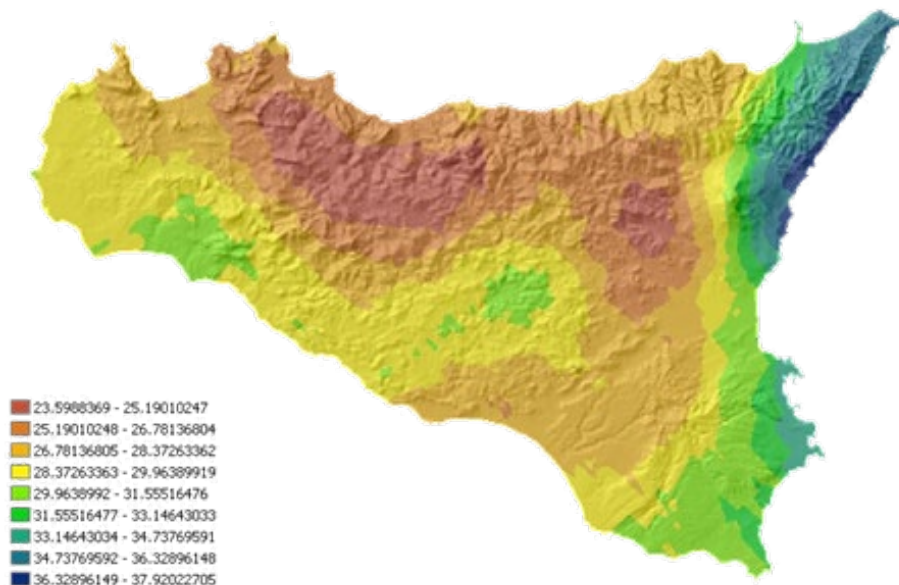 23.5988369 - 25.19010247
25.19010248 - 26.78136804
26.78136805 - 28.37263362
28.37263363 - 29.96389919
29.9638992 - 31.55516476
31.55516477 - 33.14643033
33.14643034 - 34.73769591
34.73769592 - 36.32896148
36.32896149 - 37.92022705